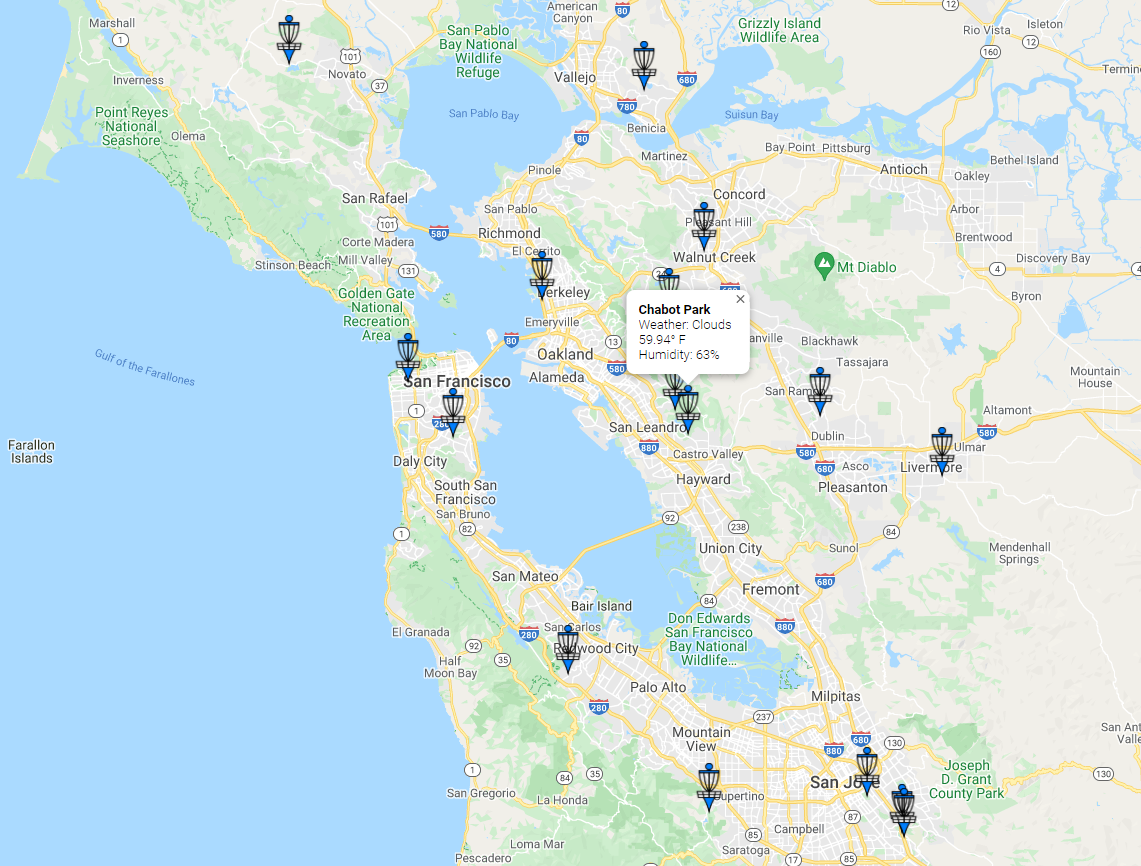 American
Canyon
80
12
Marshall
1
San Pablo
Bay National
Wildlife
Refuge
Grizzly Island
Wildlife Area
Isleton
Rio Vista
12
160
101
Novato
37
Vallejo
680
Inverness
780
Point Reyes
National
Seashore
Olema
San Pablo Bay
Suisun Bay
80
Benicia
Martinez
Bay Point
Pittsburg
Bethel Island
Pinole
Antioch
Oakley
San Rafael
Concord
San Pablo
Arbor
101
580
Richmond
Pleasant Hill
Brentwood
Corte Madera
El Cerrito
Walnut Creek
Discovery Bay
Mill Valley
Stinson Beach
131
Mt Diablo
4
4
Golden Gate
National
Recreation
Area
Berkeley
680
Byron
Chabot Park
Weather: Clouds
59.94° F
Humidity: 63%
Emeryville
80
13
Blackhawk
Gulf of the Farallones
Oakland
580
Tassajara
Alameda
Mountain
House
San Francisco
1
280
Altamont
Farallon
Islands
San Leandro
580
Dublin
880
Ulmar
Castro Valley
580
Daly City
680
Asco
Livermore
Hayward
Pleasanton
South San
Francisco
San Bruno
82
92
238
1
84
Union City
Sunol
Mendenhall
Springs
San Mateo
680
Fremont
84
Bair Island
Don Edwards
San Francisco
Bay National
Wildlife...
880
El Granada
280
San Carlos
92
35
Redwood City
Half
Moon Bay
Palo Alto
Milpitas
280
237
Mountain
View
680
130
880
1
84
35
San Jose
Joseph
D. Grant
County Park
130
San Gregorio
La Honda
Cupertino
87
Campbell
85
Loma Mar
Saratoga
17
85
Pescadero